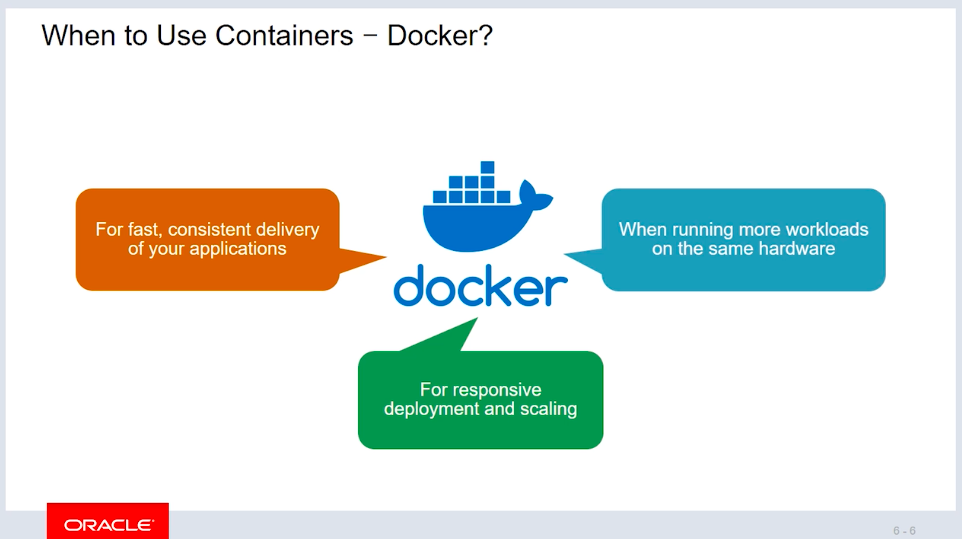 When to Use Containers – Docker?
For fast, consistent delivery
of your applications
docker
When running more workloads
on the same hardware
For responsive
deployment and scaling
ORACLE
6 - 6